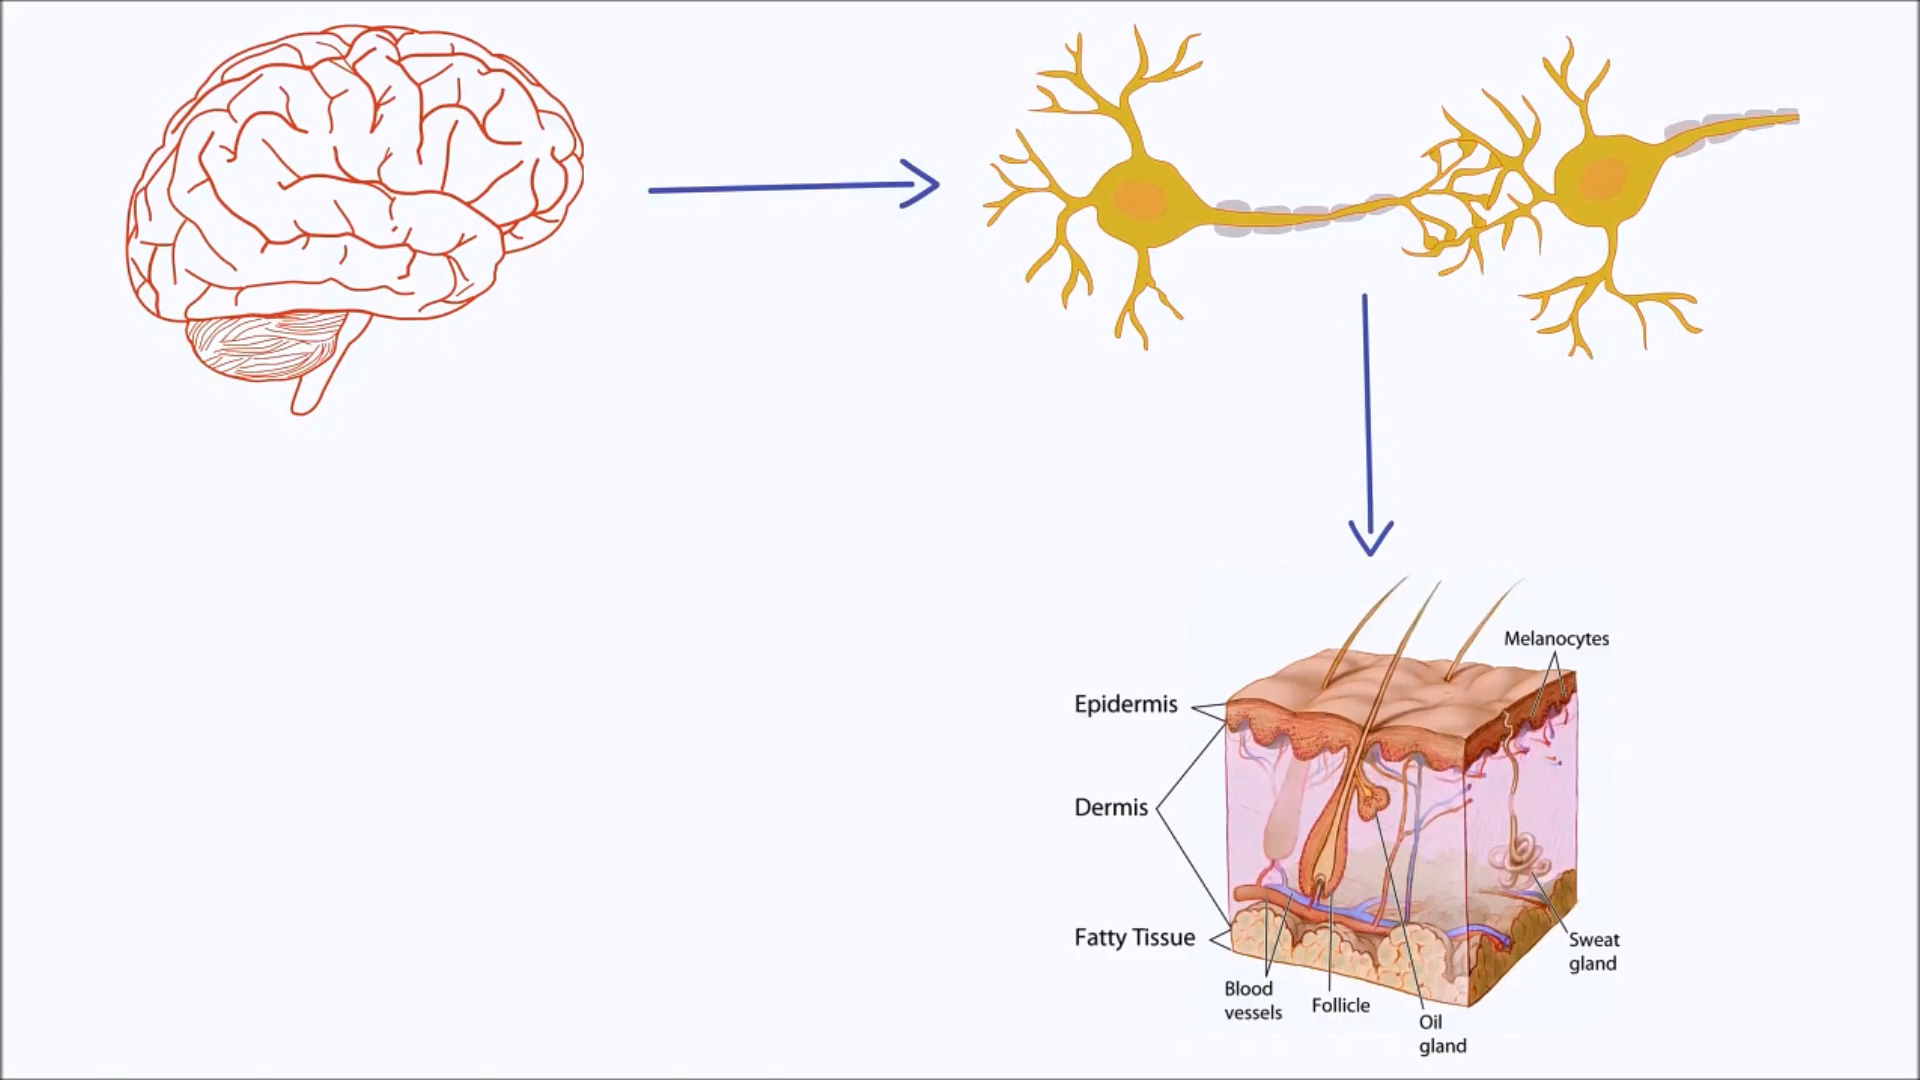 Melanocytes
Epidermis
Dermis
Fatty Tissue
Sweat
gland
Blood
vessels
Follicle
Oil
gland